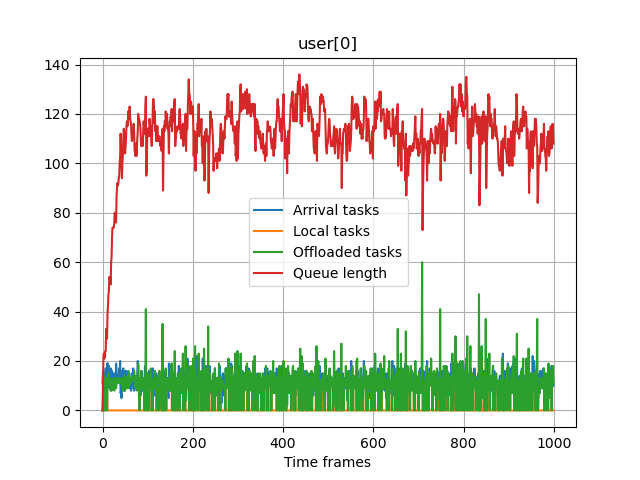 user[0]
140
120
100
80
60
40
20
0
Arrival tasks
Local tasks
Offloaded tasks
Queue length
0 200 400 600 800 1000
Time frames